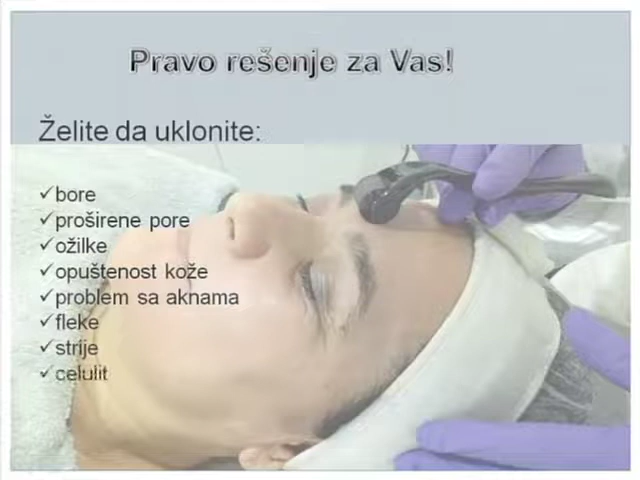 Pravo rešenje za Vas!
Želite da uklonite:
✓bore
✓proširene pore
✓ožilke
✓opuštenost kože
✓problem sa aknama
✓fleke
✓strije
✓celulit